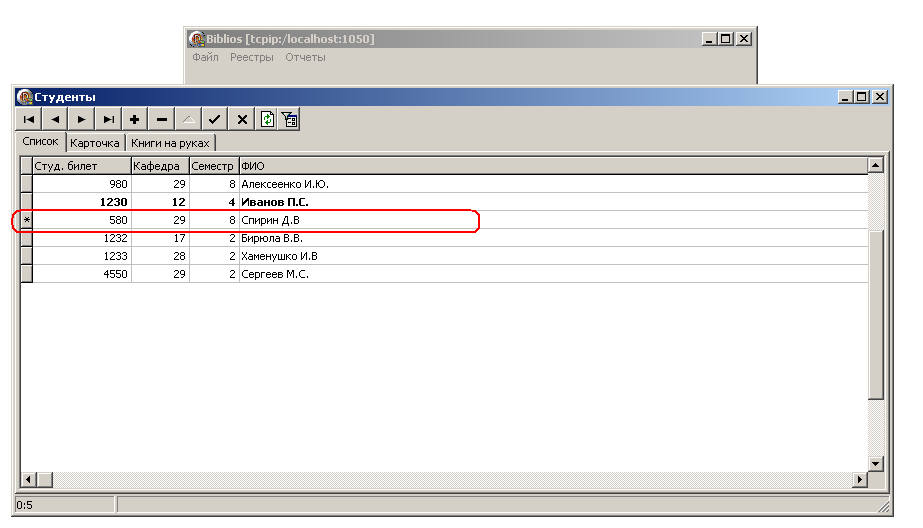 Biblios [tcpip:/localhost:1050]
Файл Реестры Отчеты
Студенты
Список Карточка Книги на руках
Студ. билет Кафедра Семестр ФИО
980 29 8 Алексеенко И.Ю.
1230 12 4 Иванов П.С.
* 580 29 8 Спирин Д.В
1232 17 2 Бирюла В.В.
1233 28 2 Хаменушко И.В
4550 29 2 Сергеев М.С.
0:5